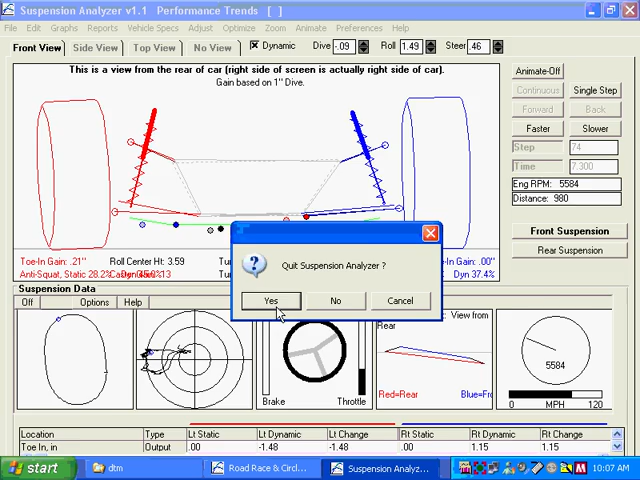 Suspension Analyzer v1.1 Performance Trends [ ]
File Edit Graphs Reports Vehicle Specs Adjust Optimize Zoom Animate Preferences Help
Front View Side View Top View No View Dynamic Dive -.09 Roll 1.49 Steer .46
This is a view from the rear of car (right side of screen is actually right side of car).
Gain based on 1" Dive.
Animate-Off
Continuous Single Step
Forward Back
Faster Slower
Step 74
Time 7.300
Eng RPM: 5584
Distance: 980
Front Suspension
Rear Suspension
Quit Suspension Analyzer ?
Yes No Cancel
Toe-In Gain: .21" Roll Center Ht: 3.59
Gain: .00"
Anti-Squat, Static 28.2%
Dyn 37.4%
Suspension Data
Off Options Help
Brake Throttle
View from
Rear
Red=Rear
5584
0 MPH 120
Location Type Lt Static Lt Dynamic Lt Change Rt Static Rt Dynamic Rt Change
Toe In, in Output .00 -1.48 -1.48 .00 1.15 1.15
start dtm Road Race & Circl... Suspension Analyz... 10:07 AM